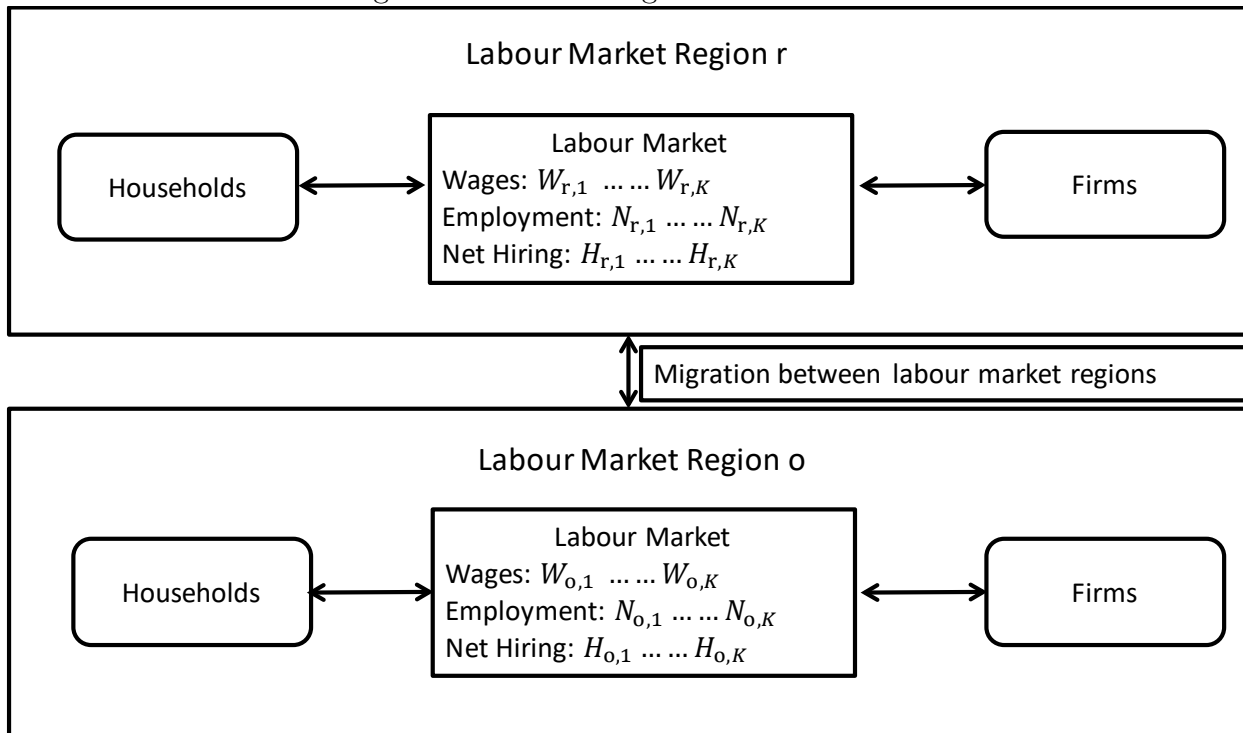 Labour Market Region r
Households
Labour Market
Wages: W_{r,1} ...... W_{r,K}
Employment: N_{r,1} ...... N_{r,K}
Net Hiring: H_{r,1} ...... H_{r,K}
Firms
Migration between labour market regions
Labour Market Region o
Households
Labour Market
Wages: W_{o,1} ...... W_{o,K}
Employment: N_{o,1} ...... N_{o,K}
Net Hiring: H_{o,1} ...... H_{o,K}
Firms